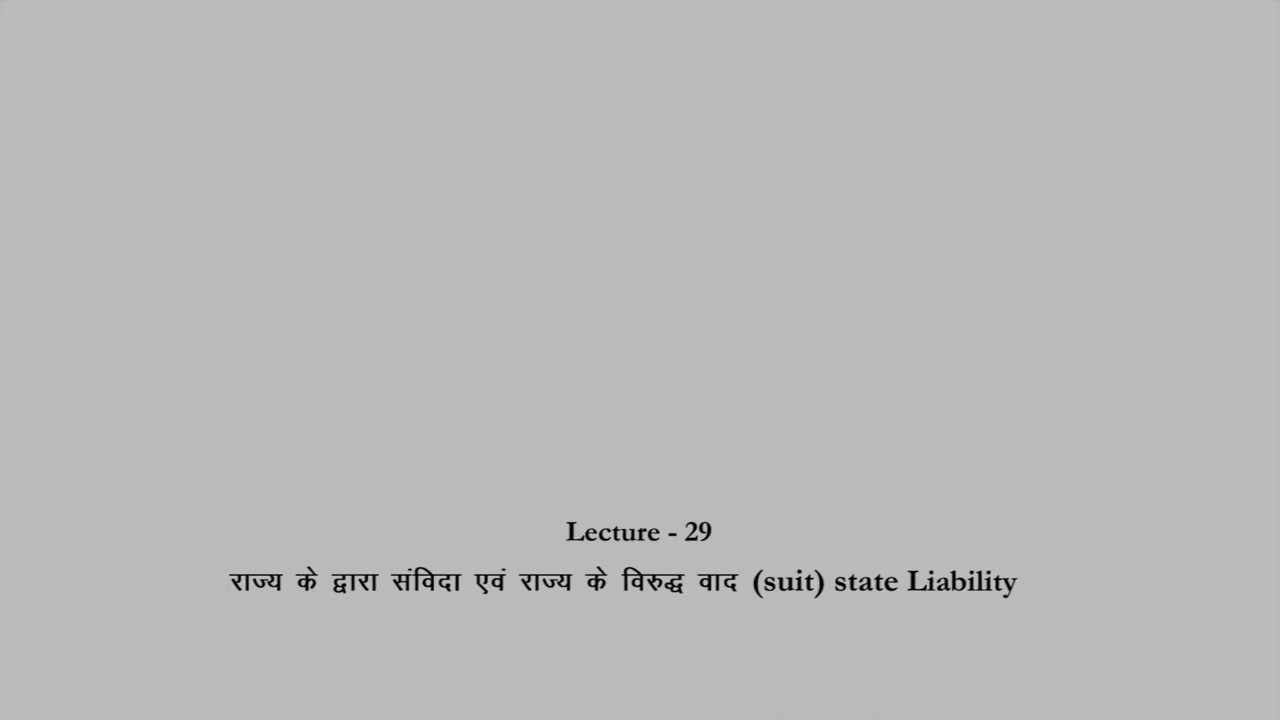 Lecture - 29
राज्य के द्वारा संविदा एवं राज्य के विरुद्ध वाद (suit) state Liability